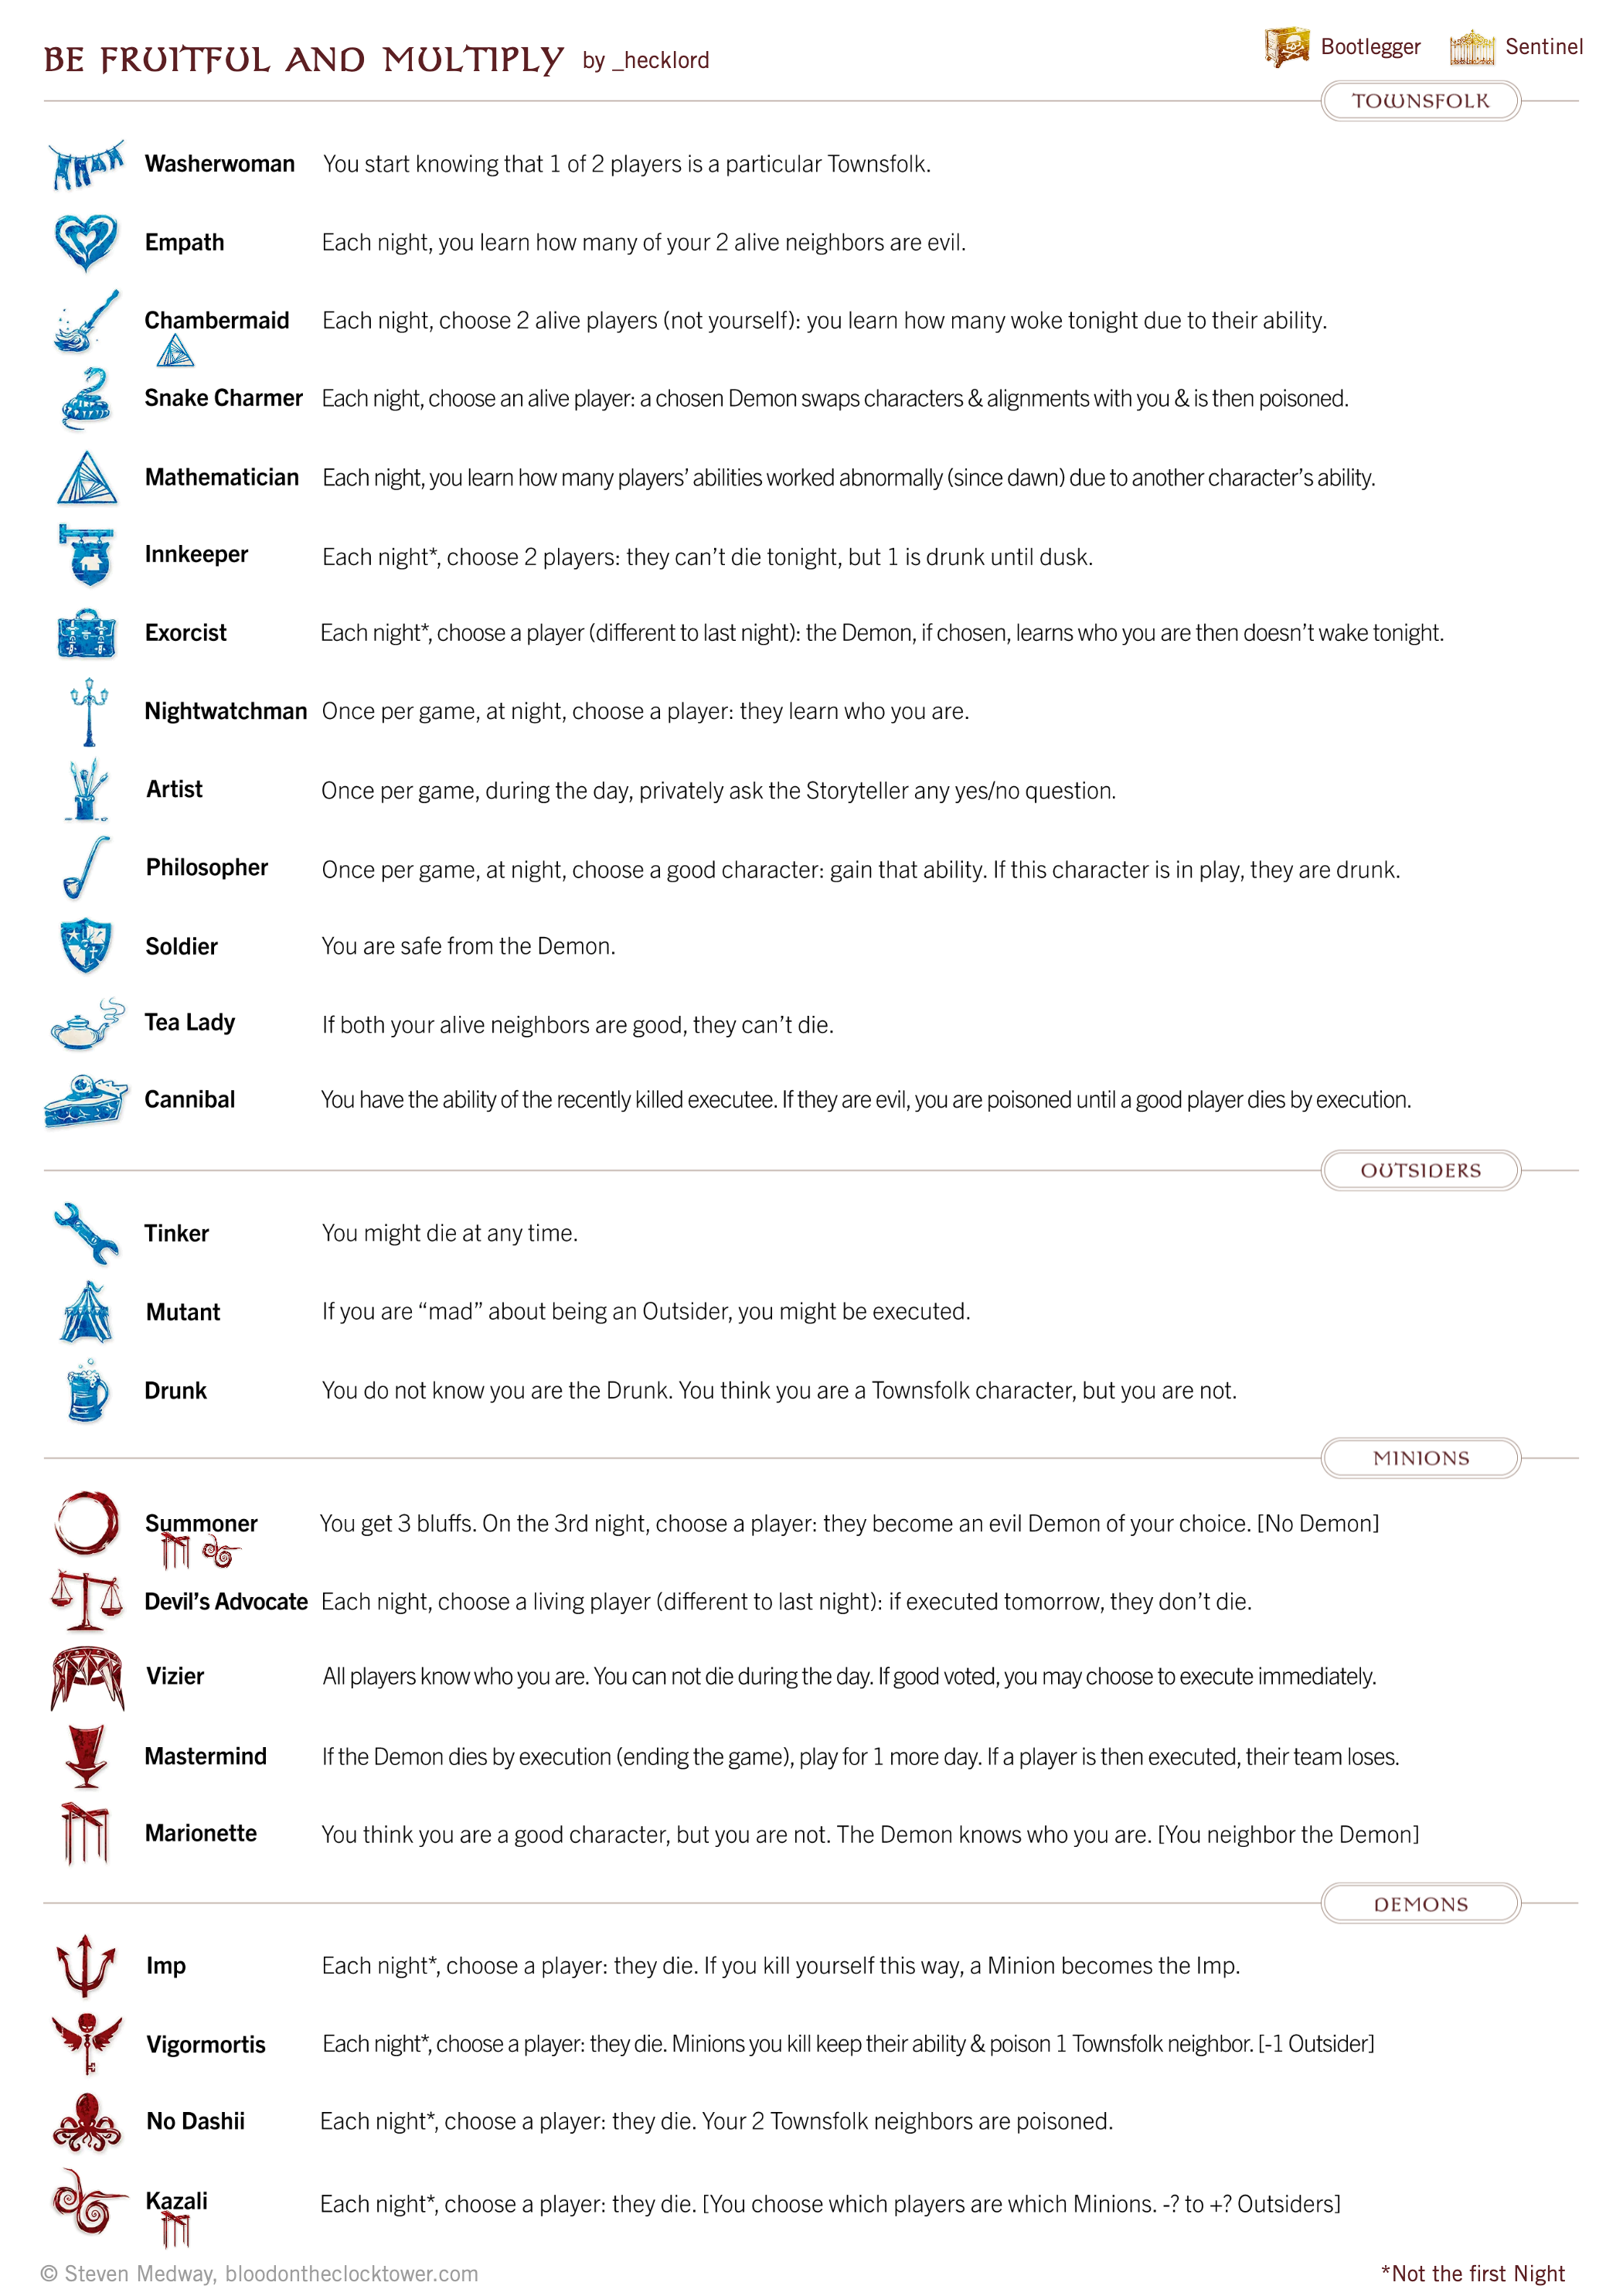 BE FRUITFUL AND MULTIPLY by _hecklord
Bootlegger Sentinel
TOWNSFOLK
Washerwoman You start knowing that 1 of 2 players is a particular Townsfolk.
Empath Each night, you learn how many of your 2 alive neighbors are evil.
Chambermaid Each night, choose 2 alive players (not yourself): you learn how many woke tonight due to their ability.
Snake Charmer Each night, choose an alive player: a chosen Demon swaps characters & alignments with you & is then poisoned.
Mathematician Each night, you learn how many players’ abilities worked abnormally (since dawn) due to another character’s ability.
Innkeeper Each night*, choose 2 players: they can’t die tonight, but 1 is drunk until dusk.
Exorcist Each night*, choose a player (different to last night): the Demon, if chosen, learns who you are then doesn’t wake tonight.
Nightwatchman Once per game, at night, choose a player: they learn who you are.
Artist Once per game, during the day, privately ask the Storyteller any yes/no question.
Philosopher Once per game, at night, choose a good character: gain that ability. If this character is in play, they are drunk.
Soldier You are safe from the Demon.
Tea Lady If both your alive neighbors are good, they can’t die.
Cannibal You have the ability of the recently killed executee. If they are evil, you are poisoned until a good player dies by execution.
OUTSIDERS
Tinker You might die at any time.
Mutant If you are “mad” about being an Outsider, you might be executed.
Drunk You do not know you are the Drunk. You think you are a Townsfolk character, but you are not.
MINIONS
Summoner You get 3 bluffs. On the 3rd night, choose a player: they become an evil Demon of your choice. [No Demon]
Devil’s Advocate Each night, choose a living player (different to last night): if executed tomorrow, they don’t die.
Vizier All players know who you are. You can not die during the day. If good voted, you may choose to execute immediately.
Mastermind If the Demon dies by execution (ending the game), play for 1 more day. If a player is then executed, their team loses.
Marionette You think you are a good character, but you are not. The Demon knows who you are. [You neighbor the Demon]
DEMONS
Imp Each night*, choose a player: they die. If you kill yourself this way, a Minion becomes the Imp.
Vigormortis Each night*, choose a player: they die. Minions you kill keep their ability & poison 1 Townsfolk neighbor. [-1 Outsider]
No Dashii Each night*, choose a player: they die. Your 2 Townsfolk neighbors are poisoned.
Kazali Each night*, choose a player: they die. [You choose which players are which Minions. -? to +? Outsiders]
© Steven Medway, bloodontheclocktower.com
*Not the first Night